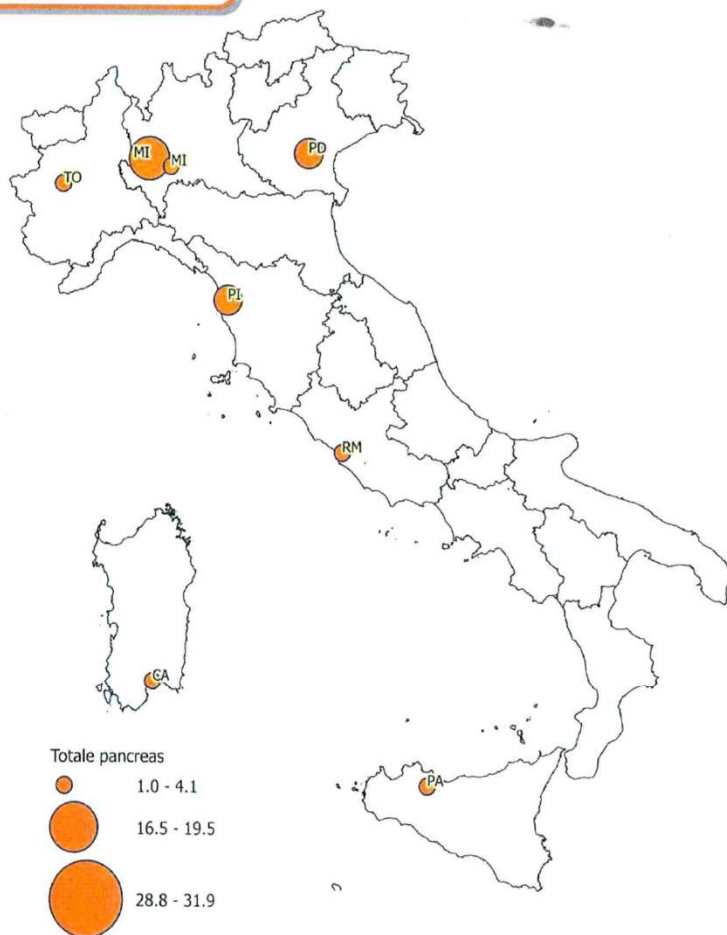 MI
MI
PD
TO
PI
RM
CA
PA
Totale pancreas
1.0 - 4.1
16.5 - 19.5
28.8 - 31.9